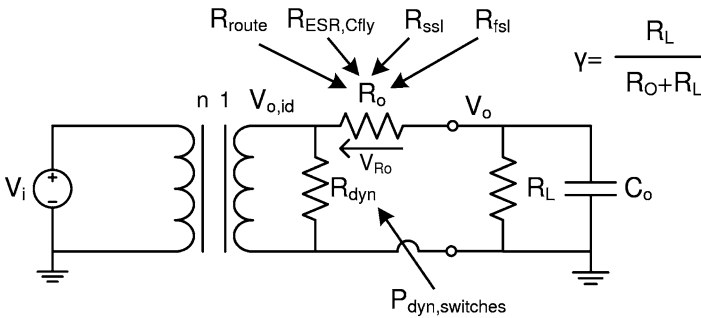 R_route R_ESR,Cfly R_ssl R_fsl
γ= R_L / R_O+R_L
n 1 V_o,id R_o V_o
V_Ro
V_i + − R_dyn R_L C_o
P_dyn,switches